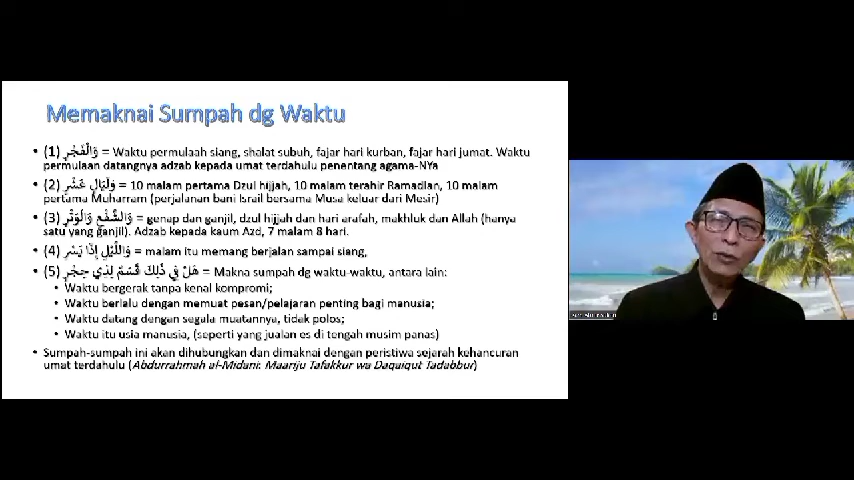 Memaknai Sumpah dg Waktu
• (1) وَالْفَجْرِ = Waktu permulaah siang, shalat subuh, fajar hari kurban, fajar hari jumat. Waktu
permulaan datangnya adzab kepada umat terdahulu penentang agama-NYa
• (2) وَلَيَالٍ عَشْرٍ = 10 malam pertama Dzul hijjah, 10 malam terahir Ramadlan, 10 malam
pertama Muharram (perjalanan bani Israil bersama Musa keluar dari Mesir)
• (3) وَالشَّفْعِ وَالْوَتْرِ = genap dan ganjil, dzul hijjah dan hari arafah, makhluk dan Allah (hanya
satu yang ganjil). Adzab kepada kaum Azd, 7 malam 8 hari.
• (4) وَاللَّيْلِ إِذَا يَسْرِ = malam itu memang berjalan sampai siang,
• (5) هَلْ فِي ذَلِكَ قَسَمٌ لِذِي حِجْرٍ = Makna sumpah dg waktu-waktu, antara lain:
• Waktu bergerak tanpa kenal kompromi;
• Waktu berlalu dengan memuat pesan/pelajaran penting bagi manusia;
• Waktu datang dengan segala muatannya, tidak polos;
• Waktu itu usia manusia, (seperti yang jualan es di tengah musim panas)
• Sumpah-sumpah ini akan dihubungkan dan dimaknai dengan peristiwa sejarah kehancuran
umat terdahulu (Abdurrahmah al-Midani: Maariju Tafakkur wa Daqaiqut Tadabbur)